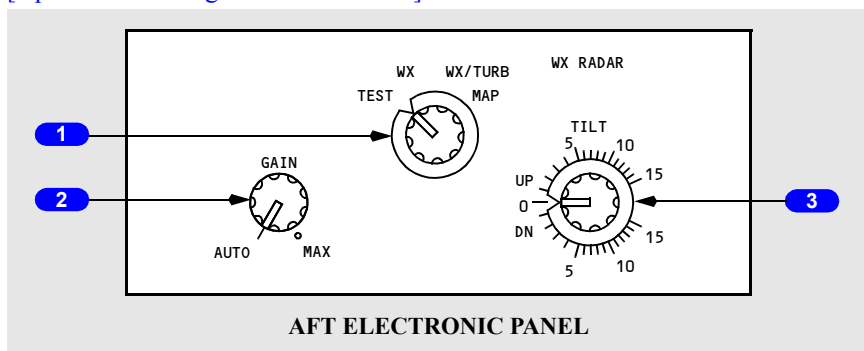 WX RADAR
WX WX/TURB
TEST MAP
1
GAIN
2
AUTO MAX
TILT
5 10
15
UP
0
DN
15
5 10
3
AFT ELECTRONIC PANEL